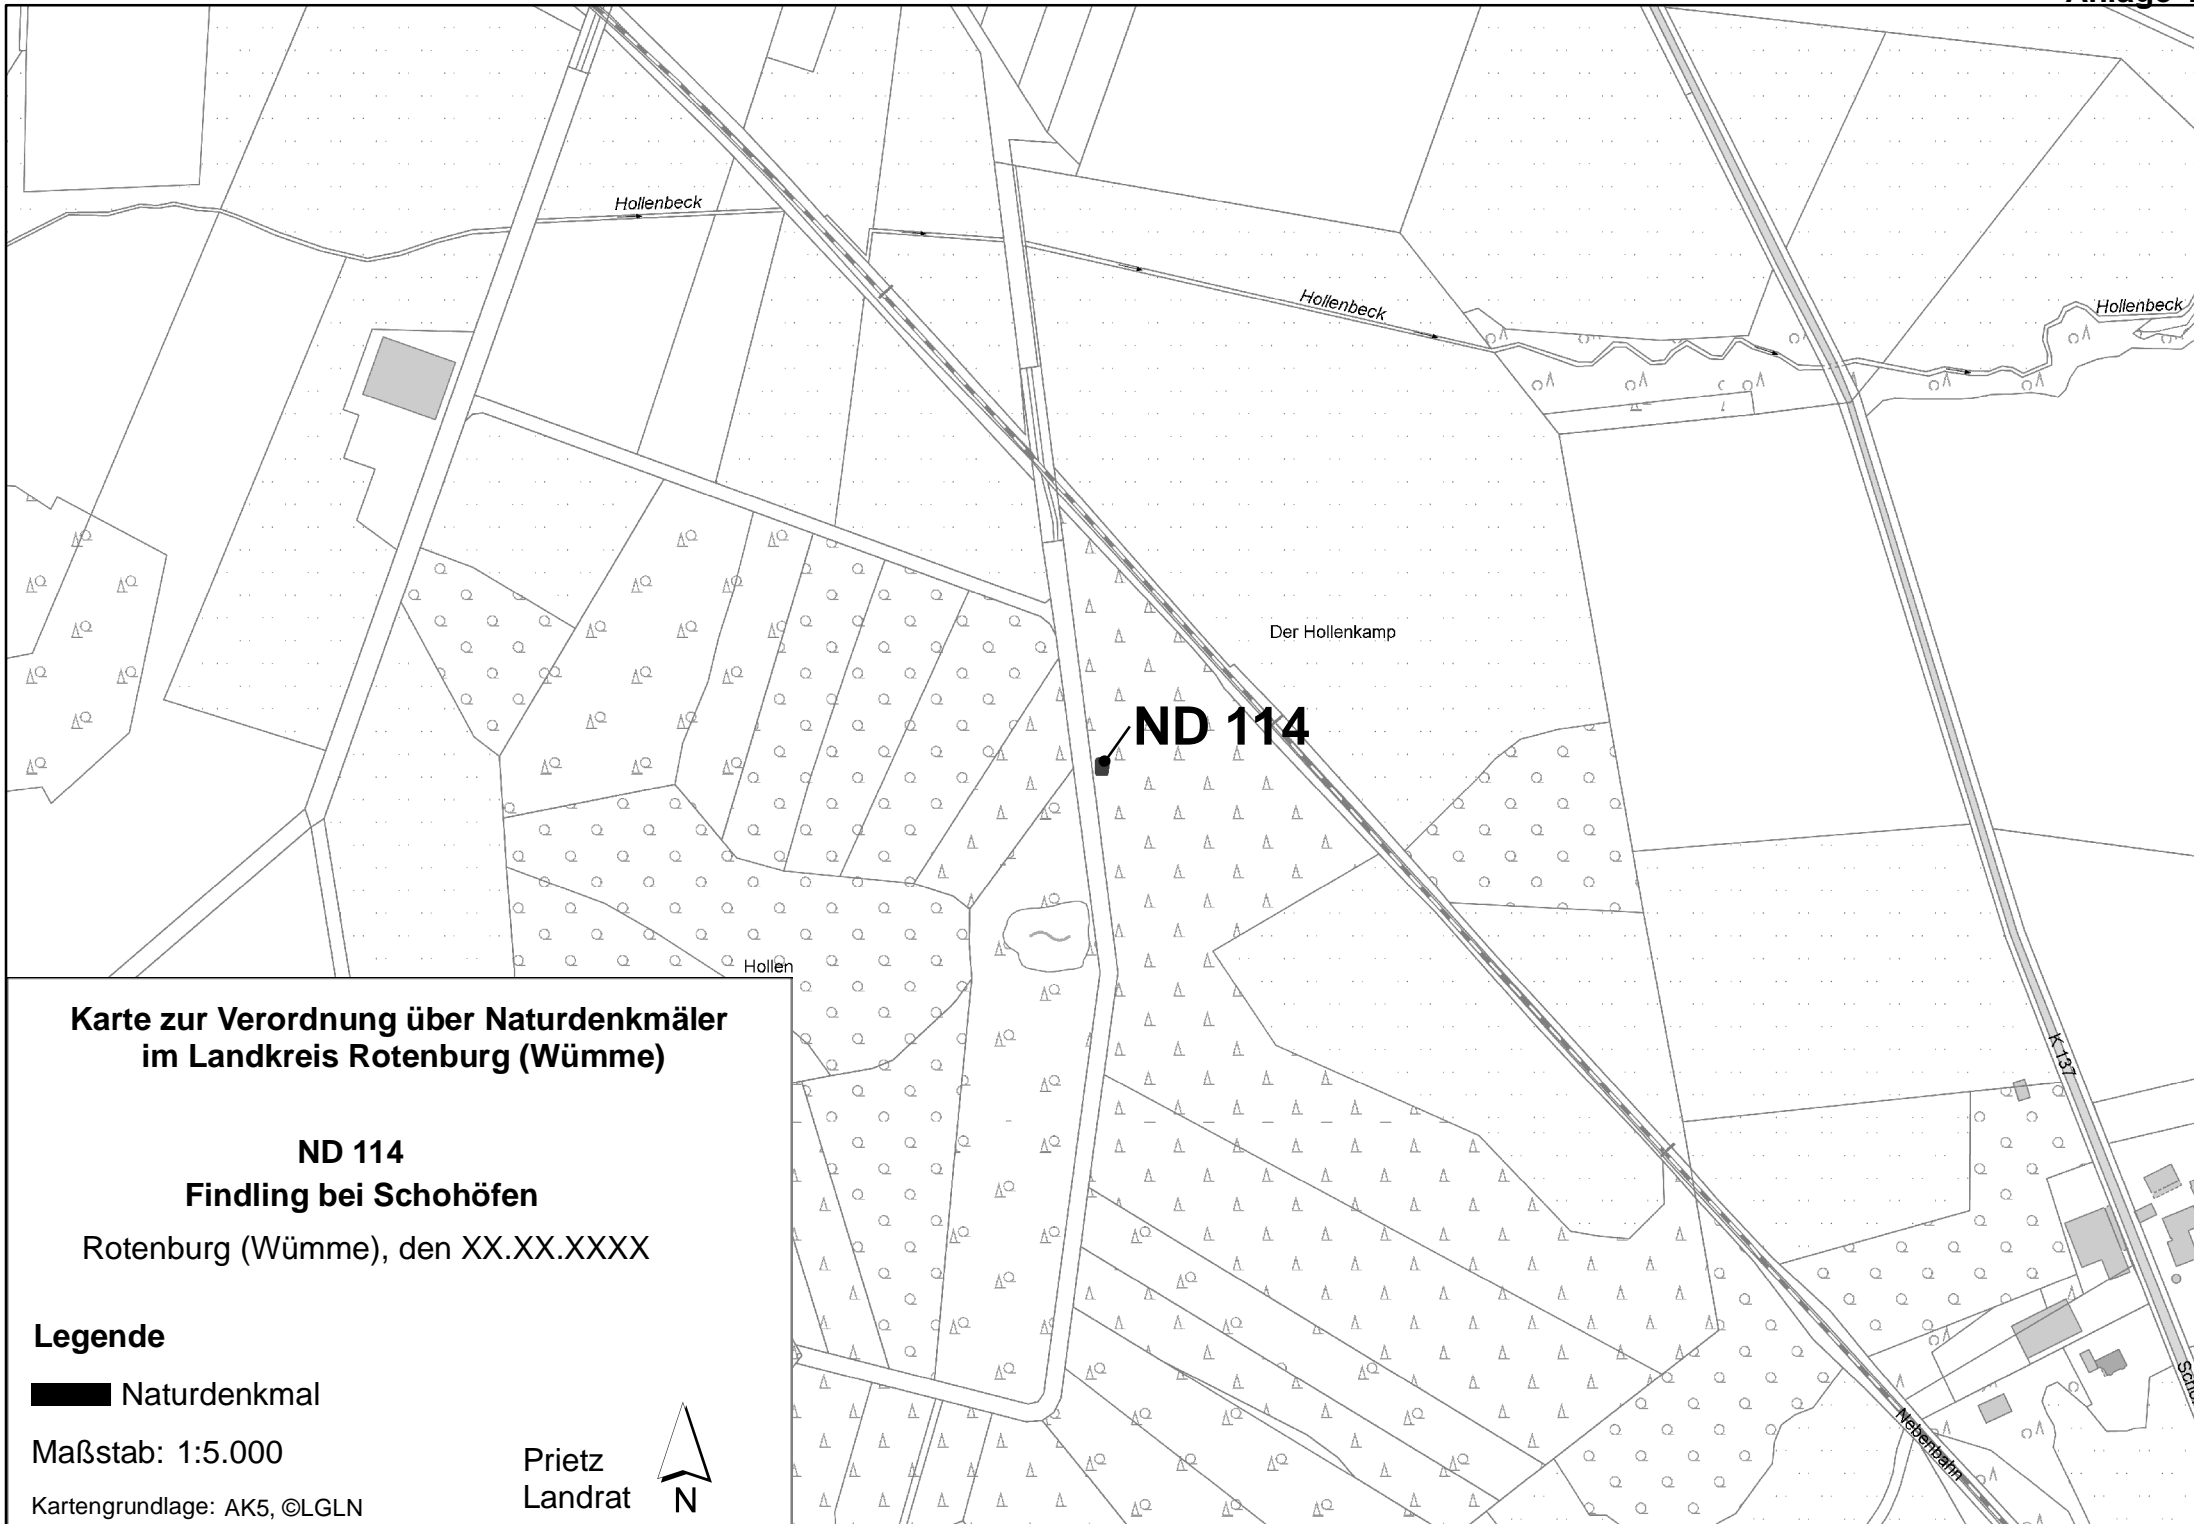 Hollenbeck
Hollenbeck
Hollenbeck
Der Hollenkamp
ND 114
Hollen
K 137
Nebenbahn
Karte zur Verordnung über Naturdenkmäler
im Landkreis Rotenburg (Wümme)
ND 114
Findling bei Schohöfen
Rotenburg (Wümme), den XX.XX.XXXX
Legende
Naturdenkmal
Maßstab: 1:5.000
Prietz
Landrat
N
Kartengrundlage: AK5, ©LGLN